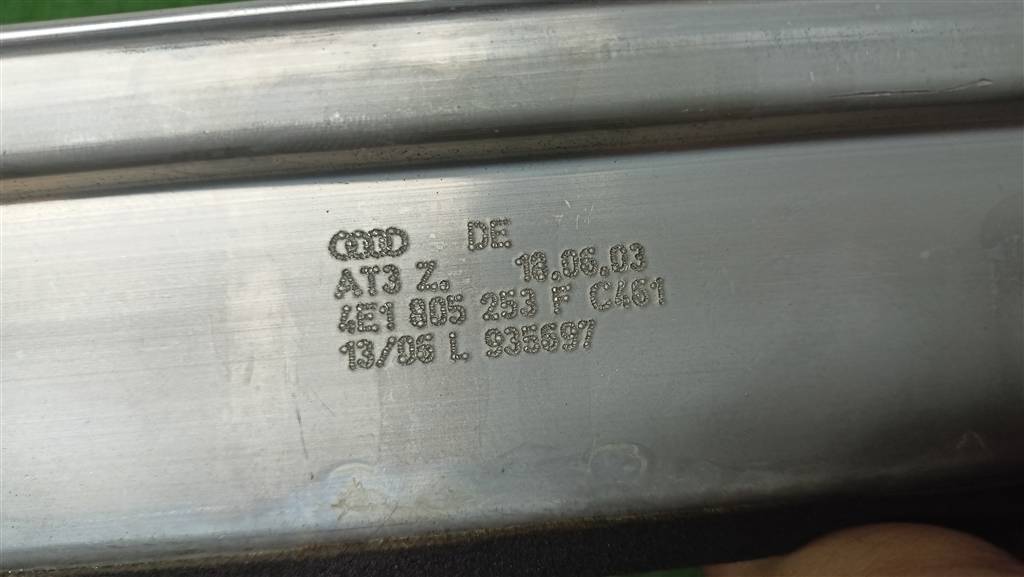 DE
AT3 Z. 18.06.03
4E1 805 253 F C461
13/06 L 935697